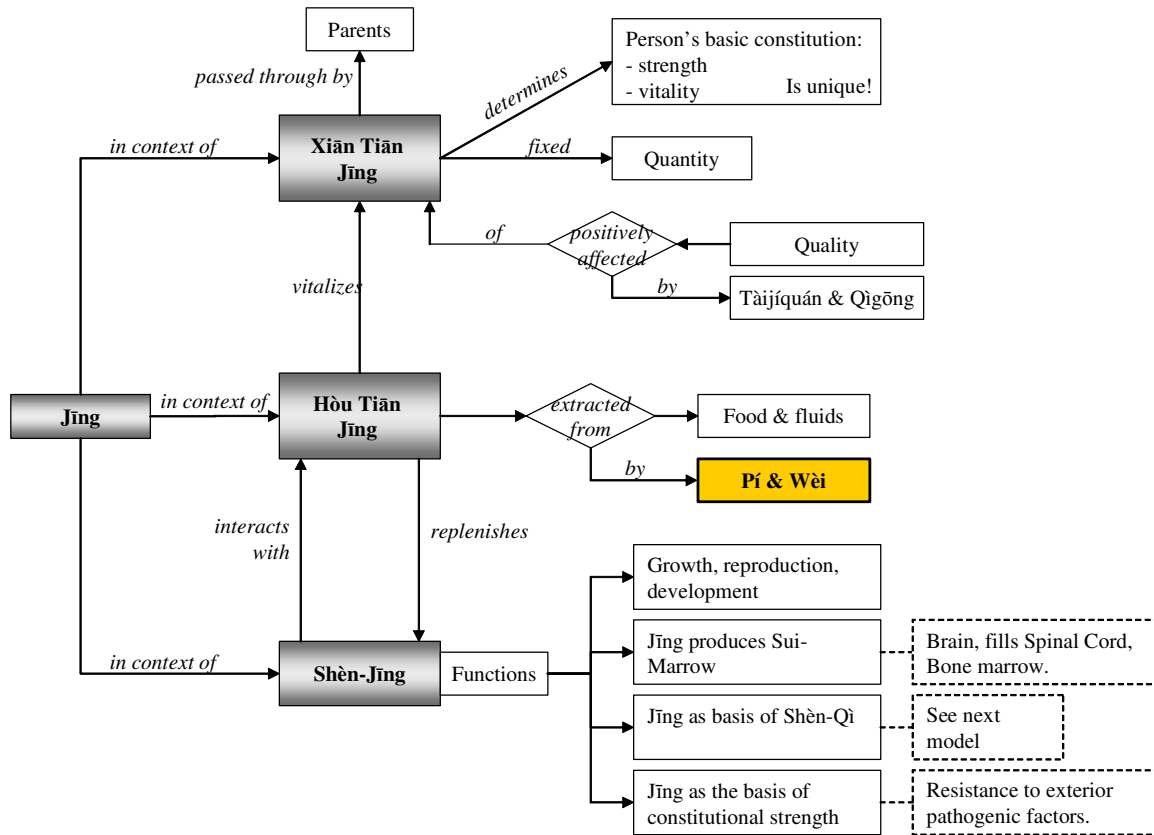 Parents
passed through by
Person's basic constitution:
- strength
- vitality
Is unique!
determines
in context of
Xiān Tiān
Jīng
fixed
Quantity
of
positively
affected
Quality
by
Tàijíquán & Qìgōng
vitalizes
Jīng
in context of
Hòu Tiān
Jīng
extracted
from
Food & fluids
by
Pí & Wèi
interacts
with
replenishes
Growth, reproduction,
development
in context of
Shèn-Jīng
Functions
Jīng produces Sui-
Marrow
Brain, fills Spinal Cord,
Bone marrow.
Jīng as basis of Shèn-Qì
See next
model
Jīng as the basis of
constitutional strength
Resistance to exterior
pathogenic factors.